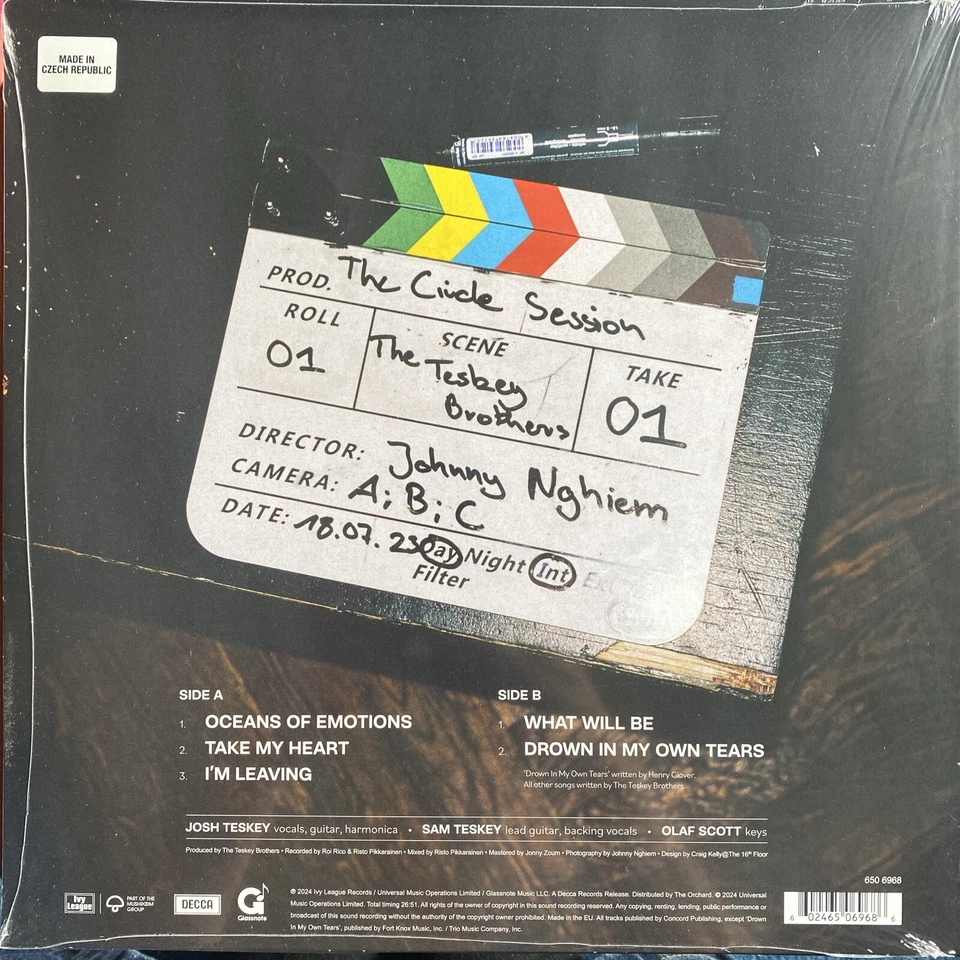 MADE IN
CZECH REPUBLIC
PROD. The Circle Session
ROLL
01
SCENE
The Teskey
Brothers
TAKE
01
DIRECTOR: Johnny Nghiem
CAMERA: A; B; C
DATE: 18.07.23 Day Night Int Ext
Filter
SIDE A
1. OCEANS OF EMOTIONS
2. TAKE MY HEART
3. I'M LEAVING
SIDE B
1. WHAT WILL BE
2. DROWN IN MY OWN TEARS
'Drown In My Own Tears' written by Henry Glover.
All other songs written by The Teskey Brothers
JOSH TESKEY vocals, guitar, harmonica • SAM TESKEY lead guitar, backing vocals • OLAF SCOTT keys
Produced by The Teskey Brothers • Recorded by Roi Rico & Risto Pikkarainen • Mixed by Risto Pikkarainen • Mastered by Jonny Zoum • Photography by Johnny Nghiem • Design by Craig Kelly@The 16th Floor
650 6968
Ivy
League
PART OF THE
MUSHROOM
GROUP
DECCA
Glassnote
℗ 2024 Ivy League Records / Universal Music Operations Limited / Glassnote Music LLC. A Decca Records Release. Distributed by The Orchard. © 2024 Universal
Music Operations Limited. Total timing 26:51. All rights of the owner of copyright in this sound recording reserved. Any copying, renting, lending, public performance or
broadcast of this sound recording without the authority of the copyright owner prohibited. Made in the EU. All tracks published by Concord Publishing, except 'Drown
In My Own Tears', published by Fort Knox Music, Inc. / Trio Music Company, Inc.
6 02465 06968 6